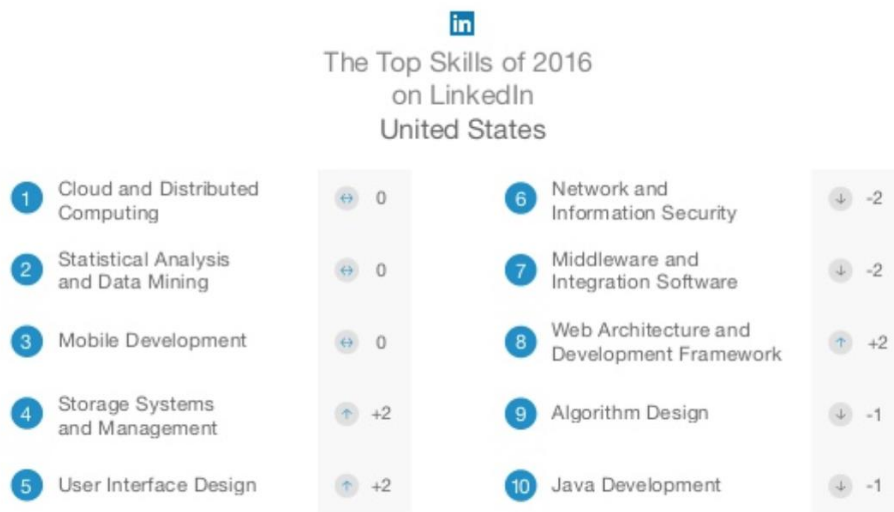 in
The Top Skills of 2016
on LinkedIn
United States
1 Cloud and Distributed
Computing
↔ 0
2 Statistical Analysis
and Data Mining
↔ 0
3 Mobile Development
↔ 0
4 Storage Systems
and Management
↑ +2
5 User Interface Design
↑ +2
6 Network and
Information Security
↓ -2
7 Middleware and
Integration Software
↓ -2
8 Web Architecture and
Development Framework
↑ +2
9 Algorithm Design
↓ -1
10 Java Development
↓ -1